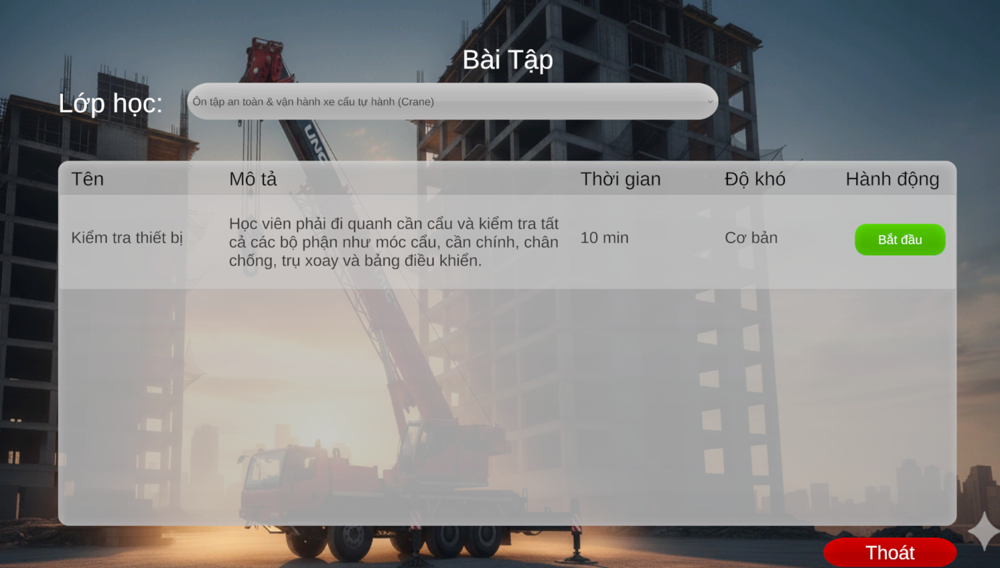 Bài Tập
Lớp học:
Ôn tập an toàn & vận hành xe cẩu tự hành (Crane)
UNC
Tên Mô tả Thời gian Độ khó Hành động
Kiểm tra thiết bị
Học viên phải đi quanh cần cẩu và kiểm tra tất
cả các bộ phận như móc cẩu, cần chính, chân
chống, trụ xoay và bảng điều khiển.
10 min
Cơ bản
Bắt đầu
Thoát